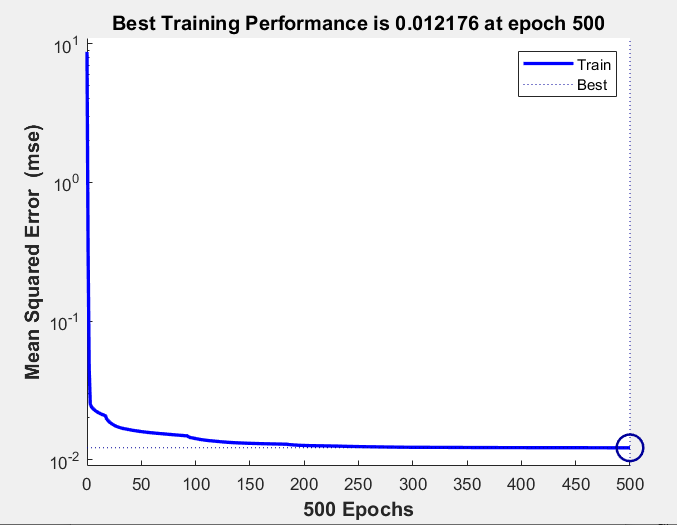 Best Training Performance is 0.012176 at epoch 500
Train
Best
Mean Squared Error (mse)
10^1
10^0
10^-1
10^-2
0 50 100 150 200 250 300 350 400 450 500
500 Epochs